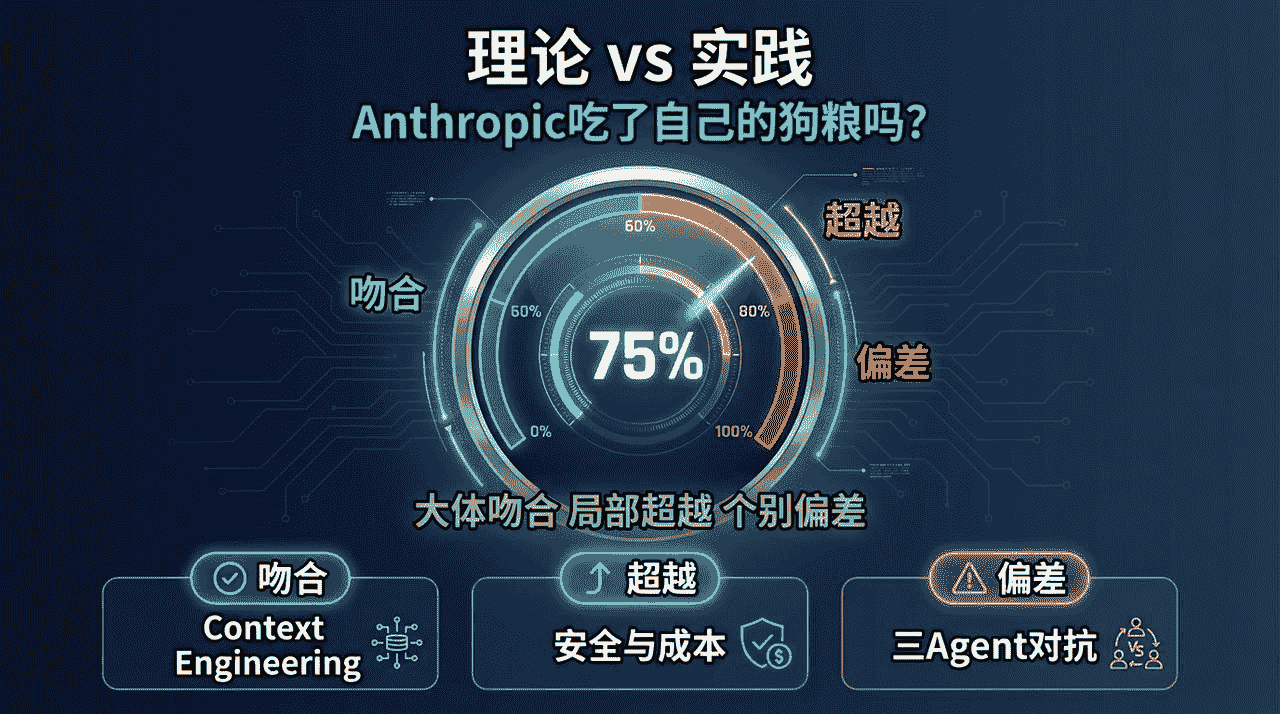 理论 vs 实践
Anthropic吃了自己的狗粮吗?
超越
60%
吻合
60%
80%
75%
偏差
0%
100%
大体吻合 局部超越 个别偏差
吻合
超越
偏差
Context
Engineering
安全与成本
$
三Agent对抗
VS